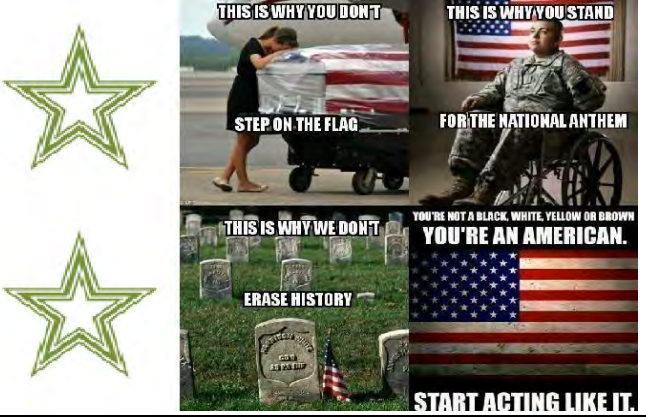 THIS IS WHY YOU DON'T
STEP ON THE FLAG
THIS IS WHY YOU STAND
FOR THE NATIONAL ANTHEM
THIS IS WHY WE DON'T
ERASE HISTORY
YOU'RE NOT A BLACK, WHITE, YELLOW OR BROWN
YOU'RE AN AMERICAN.
START ACTING LIKE IT.